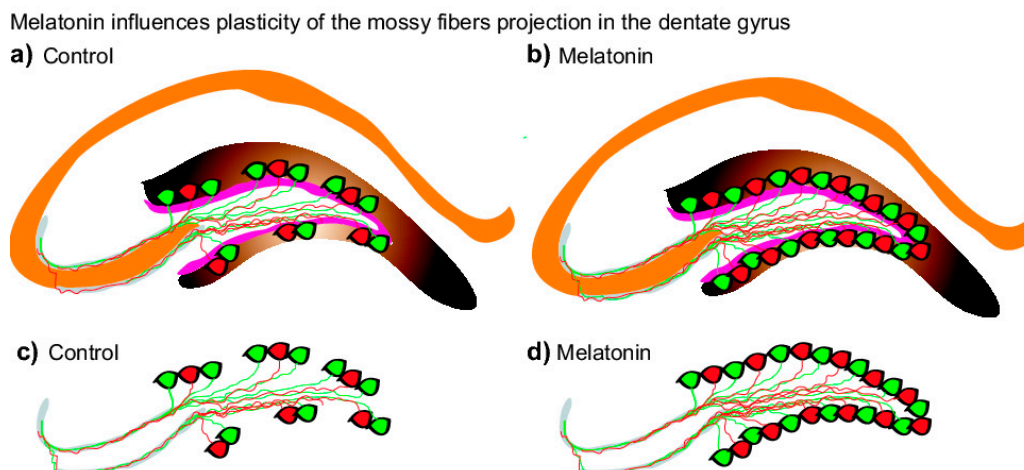 Melatonin influences plasticity of the mossy fibers projection in the dentate gyrus
a) Control
b) Melatonin
c) Control
d) Melatonin